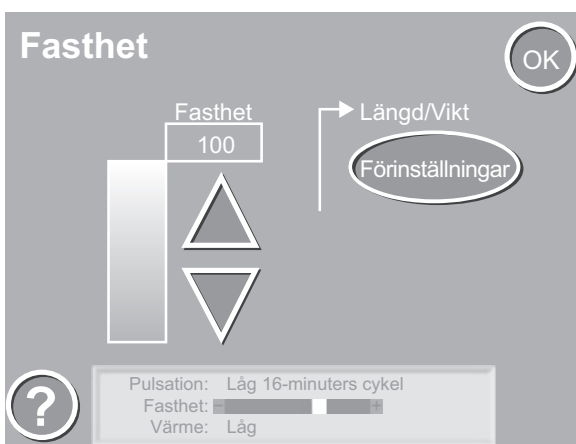 Fasthet
OK
Fasthet
100
Längd/Vikt
Förinställningar
?
Pulsation: Låg 16-minuters cykel
Fasthet: - +
Värme: Låg